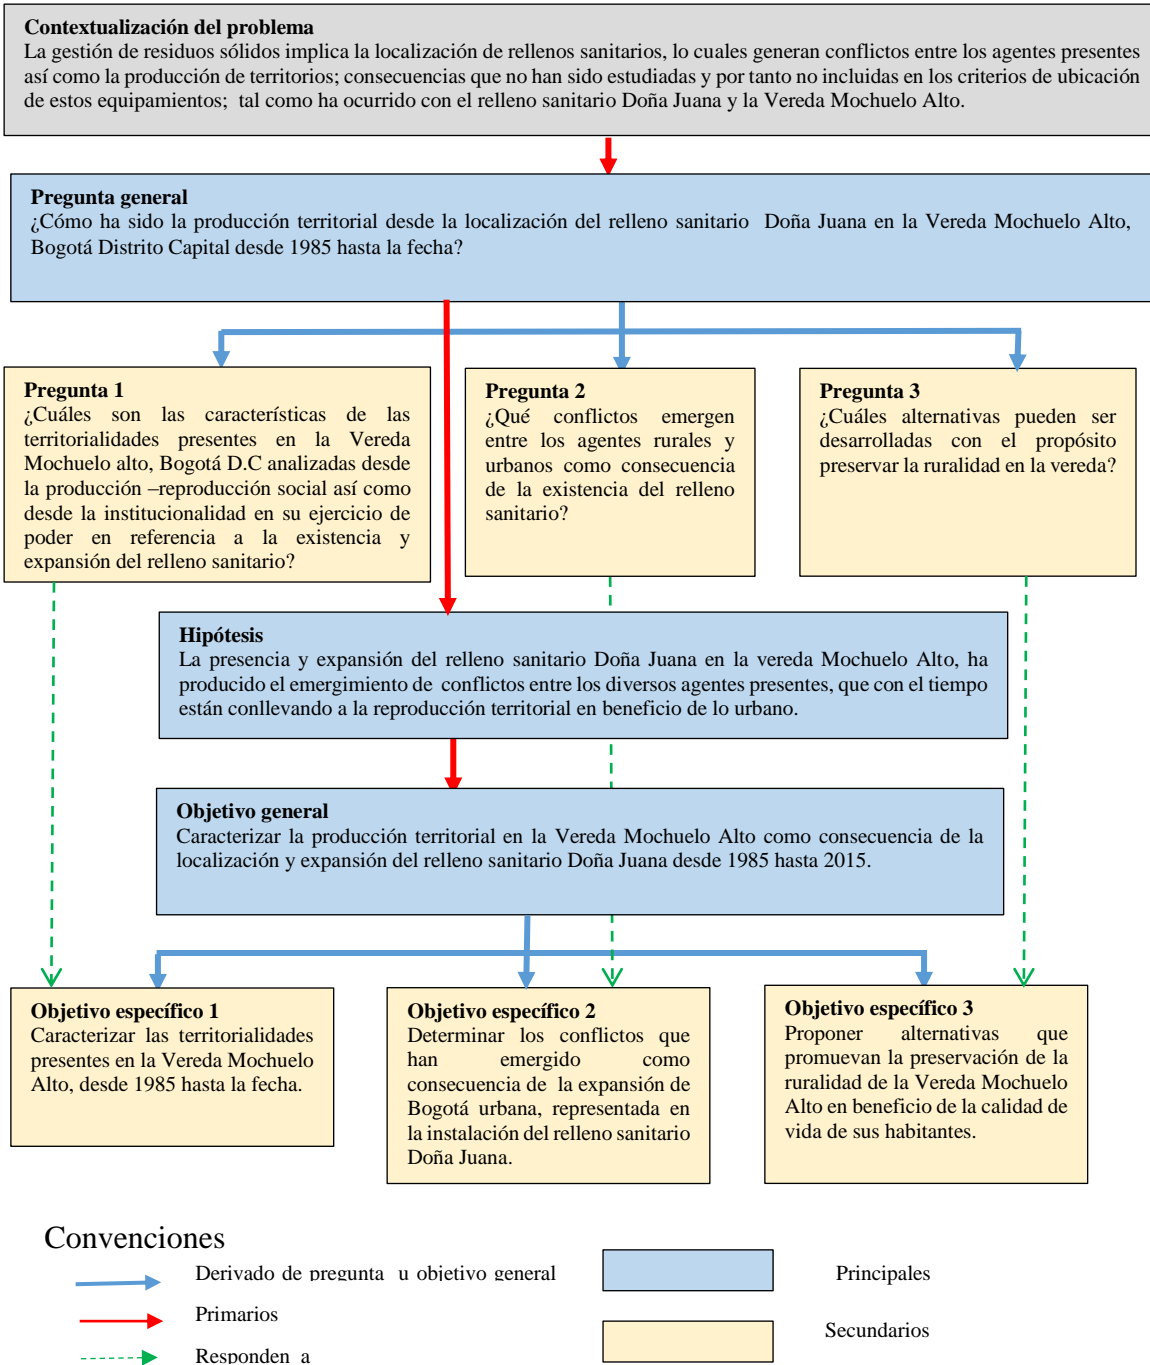 Contextualización del problema
La gestión de residuos sólidos implica la localización de rellenos sanitarios, lo cuales generan conflictos entre los agentes presentes
así como la producción de territorios; consecuencias que no han sido estudiadas y por tanto no incluidas en los criterios de ubicación
de estos equipamientos; tal como ha ocurrido con el relleno sanitario Doña Juana y la Vereda Mochuelo Alto.
Pregunta general
¿Cómo ha sido la producción territorial desde la localización del relleno sanitario Doña Juana en la Vereda Mochuelo Alto,
Bogotá Distrito Capital desde 1985 hasta la fecha?
Pregunta 1
¿Cuáles son las características de las
territorialidades presentes en la Vereda
Mochuelo alto, Bogotá D.C analizadas desde
la producción –reproducción social así como
desde la institucionalidad en su ejercicio de
poder en referencia a la existencia y
expansión del relleno sanitario?
Pregunta 2
¿Qué conflictos emergen
entre los agentes rurales y
urbanos como consecuencia
de la existencia del relleno
sanitario?
Pregunta 3
¿Cuáles alternativas pueden ser
desarrolladas con el propósito
preservar la ruralidad en la vereda?
Hipótesis
La presencia y expansión del relleno sanitario Doña Juana en la vereda Mochuelo Alto, ha
producido el emergimiento de conflictos entre los diversos agentes presentes, que con el tiempo
están conllevando a la reproducción territorial en beneficio de lo urbano.
Objetivo general
Caracterizar la producción territorial en la Vereda Mochuelo Alto como consecuencia de la
localización y expansión del relleno sanitario Doña Juana desde 1985 hasta 2015.
Objetivo específico 1
Caracterizar las territorialidades
presentes en la Vereda Mochuelo
Alto, desde 1985 hasta la fecha.
Objetivo específico 2
Determinar los conflictos que
han emergido como
consecuencia de la expansión de
Bogotá urbana, representada en
la instalación del relleno sanitario
Doña Juana.
Objetivo específico 3
Proponer alternativas que
promuevan la preservación de la
ruralidad de la Vereda Mochuelo
Alto en beneficio de la calidad de
vida de sus habitantes.
Convenciones
Derivado de pregunta u objetivo general
Primarios
Responden a
Principales
Secundarios